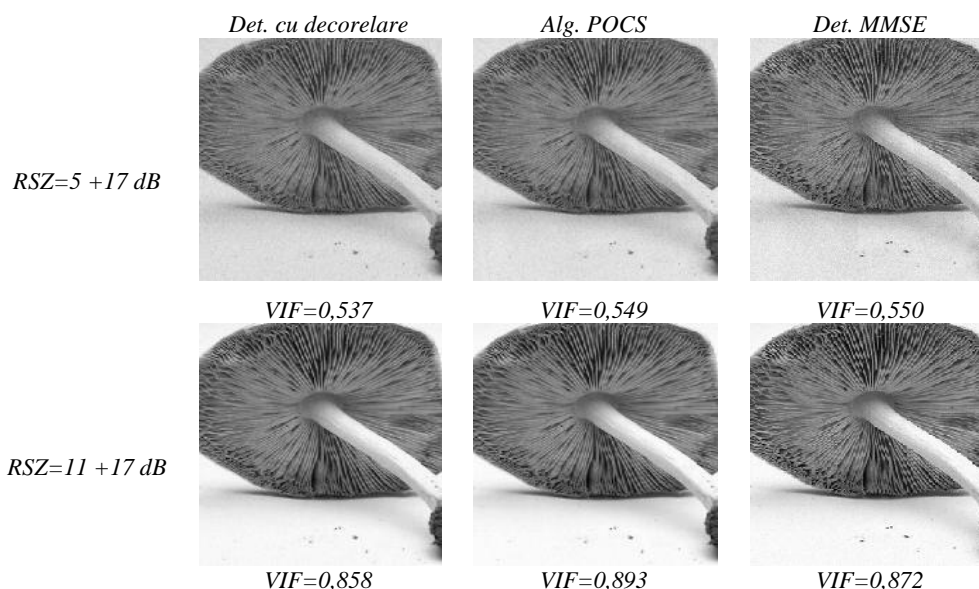 Det. cu decorelare Alg. POCS Det. MMSE
RSZ=5 +17 dB
VIF=0,537 VIF=0,549 VIF=0,550
RSZ=11 +17 dB
VIF=0,858 VIF=0,893 VIF=0,872